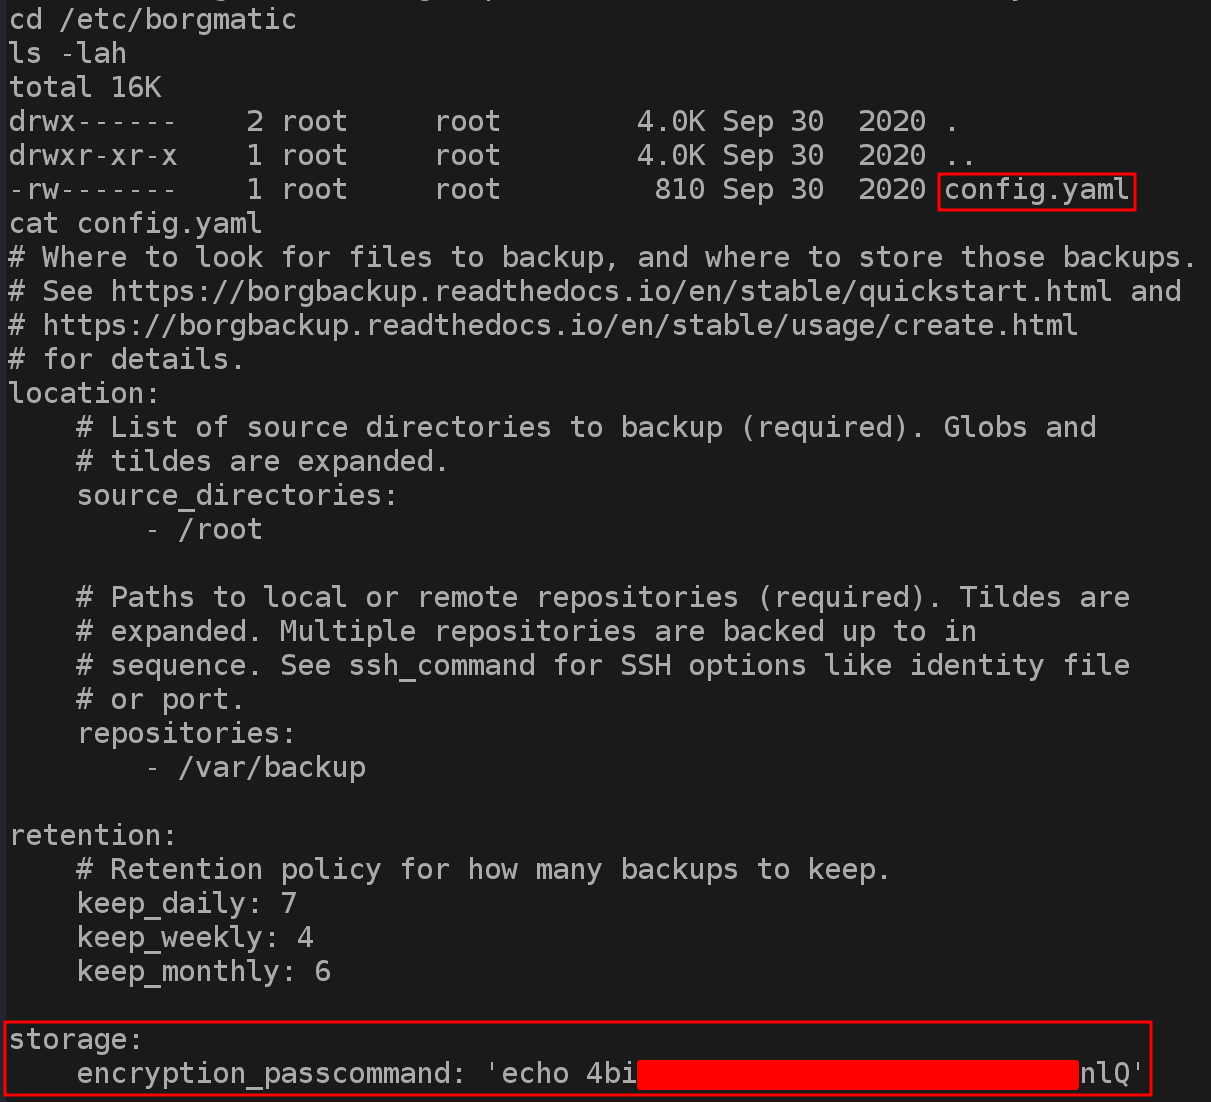 cd /etc/borgmatic
ls -lah
total 16K
drwx------    2 root     root        4.0K Sep 30  2020 .
drwxr-xr-x    1 root     root        4.0K Sep 30  2020 ..
-rw-------    1 root     root         810 Sep 30  2020 config.yaml
cat config.yaml
# Where to look for files to backup, and where to store those backups.
# See https://borgbackup.readthedocs.io/en/stable/quickstart.html and
# https://borgbackup.readthedocs.io/en/stable/usage/create.html
# for details.
location:
    # List of source directories to backup (required). Globs and
    # tildes are expanded.
    source_directories:
        - /root
    # Paths to local or remote repositories (required). Tildes are
    # expanded. Multiple repositories are backed up to in
    # sequence. See ssh_command for SSH options like identity file
    # or port.
    repositories:
        - /var/backup
retention:
    # Retention policy for how many backups to keep.
    keep_daily: 7
    keep_weekly: 4
    keep_monthly: 6
storage:
    encryption_passcommand: 'echo 4bi nlQ'